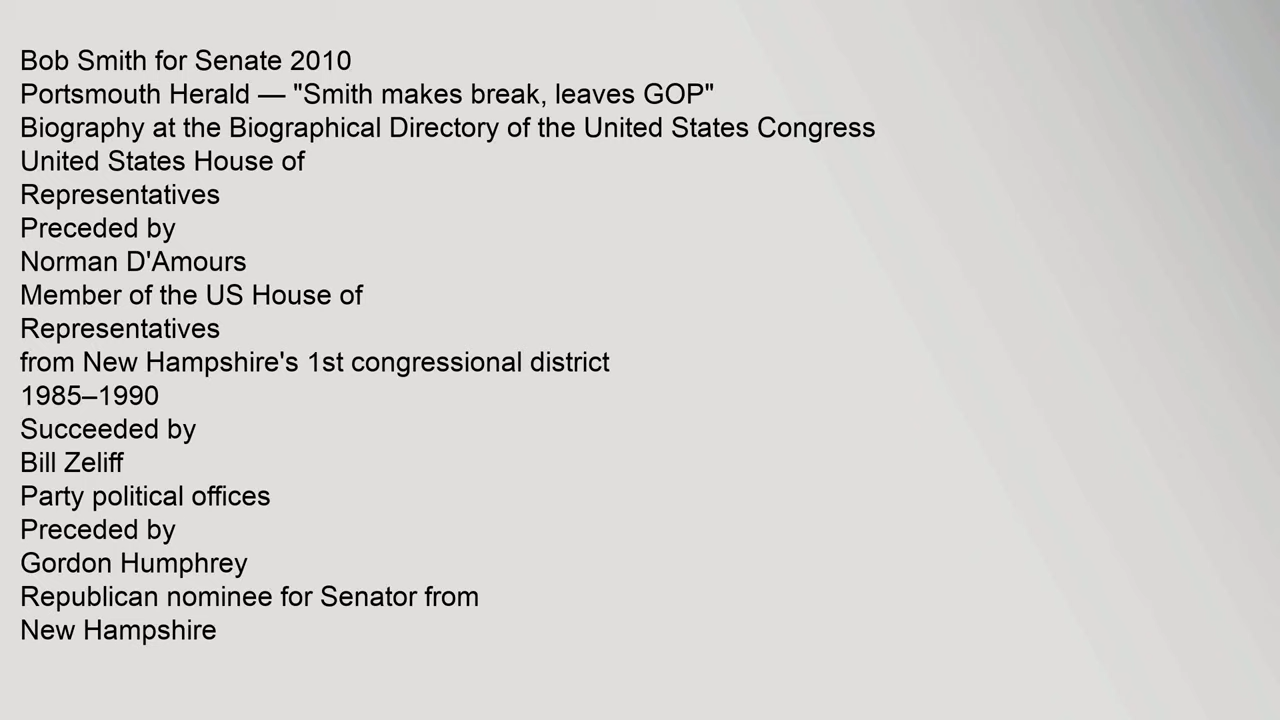 Bob Smith for Senate 2010
Portsmouth Herald — "Smith makes break, leaves GOP"
Biography at the Biographical Directory of the United States Congress
United States House of
Representatives
Preceded by
Norman D'Amours
Member of the US House of
Representatives
from New Hampshire's 1st congressional district
1985–1990
Succeeded by
Bill Zeliff
Party political offices
Preceded by
Gordon Humphrey
Republican nominee for Senator from
New Hampshire